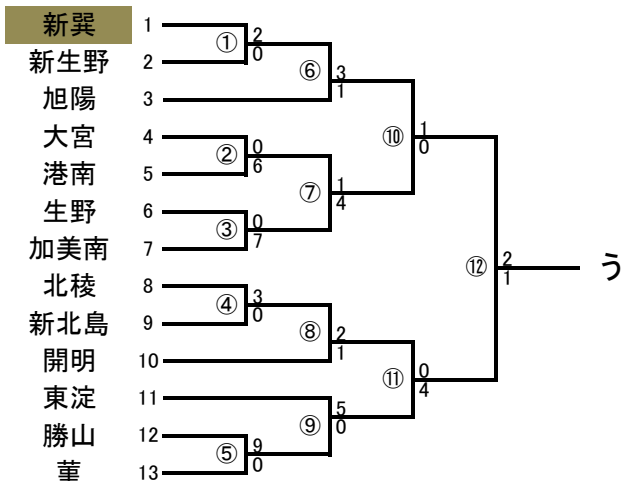 新巽 1
① 2
0
新生野 2
⑥ 3
1
旭陽 3
⑩ 1
0
大宮 4
② 0
6
港南 5
⑦ 1
4
生野 6
③ 0
7
加美南 7
⑫ 2
1
う
北稜 8
④ 3
0
新北島 9
⑧ 2
1
開明 10
⑪ 0
4
東淀 11
⑨ 5
0
勝山 12
⑤ 9
0
菫 13